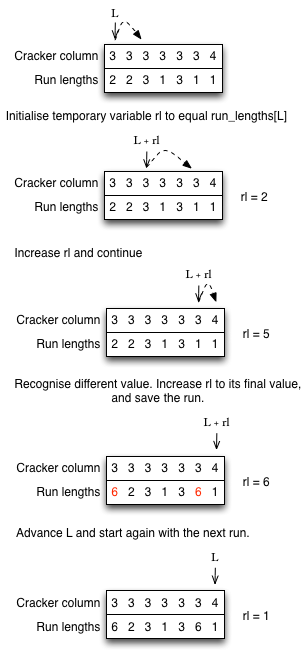 L
Cracker column 3 3 3 3 3 3 4
Run lengths 2 2 3 1 3 1 1
Initialise temporary variable rl to equal run_lengths[L]
L + rl
Cracker column 3 3 3 3 3 3 4
Run lengths 2 2 3 1 3 1 1
rl = 2
Increase rl and continue
L + rl
Cracker column 3 3 3 3 3 3 4
Run lengths 2 2 3 1 3 1 1
rl = 5
Recognise different value. Increase rl to its final value,
and save the run.
L + rl
Cracker column 3 3 3 3 3 3 4
Run lengths 6 2 3 1 3 6 1
rl = 6
Advance L and start again with the next run.
L
Cracker column 3 3 3 3 3 3 4
Run lengths 6 2 3 1 3 6 1
rl = 1